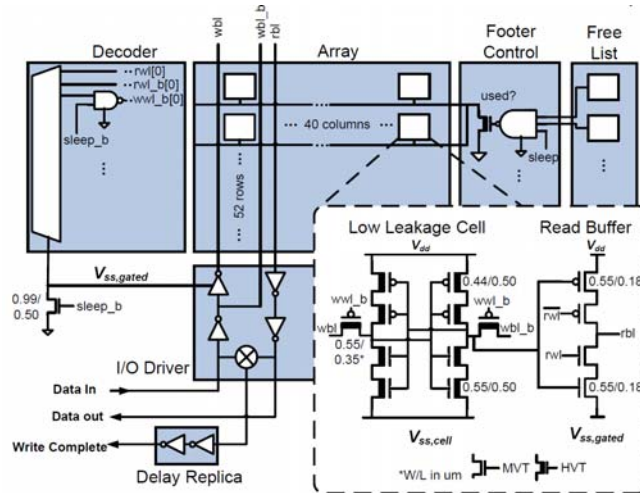 wbl
wbl_b
rbl
Decoder
Array
Footer Control
Free List
rwl[0]
rwl_b[0]
wwl_b[0]
sleep_b
used?
sleep
··· 40 columns ···
··· 52 rows ···
Vss,gated
0.99/0.50
sleep_b
I/O Driver
Data In
Data out
Write Complete
Delay Replica
Low Leakage Cell
Read Buffer
Vdd
Vdd
0.44/0.50
0.55/0.18
wwl_b
wwl_b
wbl
wbl_b
rwl
rbl
0.55/0.35*
rwl
0.55/0.50
0.55/0.18
Vss,cell
Vss,gated
*W/L in um
MVT
HVT